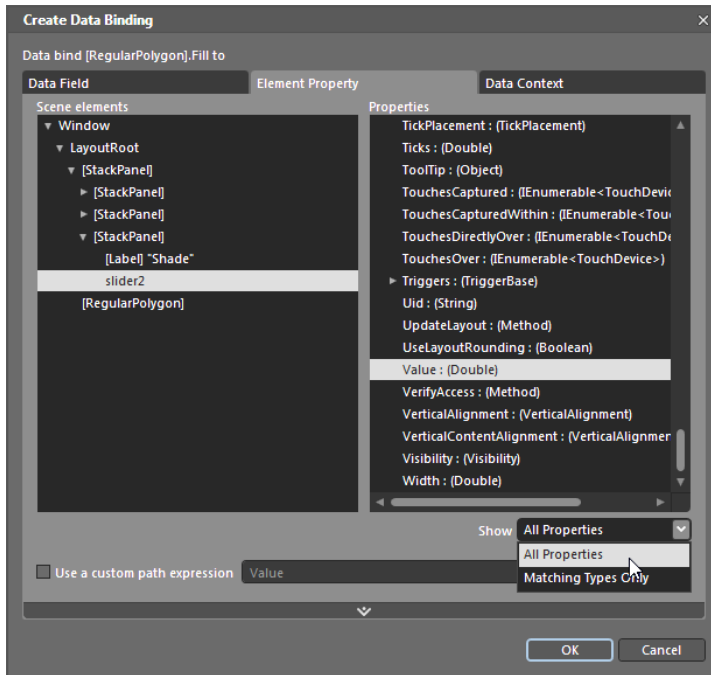 Create Data Binding
Data bind [RegularPolygon].Fill to
Data Field
Element Property
Data Context
Scene elements
Window
LayoutRoot
[StackPanel]
[StackPanel]
[StackPanel]
[StackPanel]
[Label] "Shade"
slider2
[RegularPolygon]
Properties
TickPlacement : (TickPlacement)
Ticks : (Double)
ToolTip : (Object)
TouchesCaptured : (IEnumerable<TouchDevic
TouchesCapturedWithin : (IEnumerable<Tou
TouchesDirectlyOver : (IEnumerable<TouchDe
TouchesOver : (IEnumerable<TouchDevice>)
Triggers : (TriggerBase)
Uid : (String)
UpdateLayout : (Method)
UseLayoutRounding : (Boolean)
Value : (Double)
VerifyAccess : (Method)
VerticalAlignment : (VerticalAlignment)
VerticalContentAlignment : (VerticalAlignmer
Visibility : (Visibility)
Width : (Double)
Show All Properties
All Properties
Matching Types Only
Use a custom path expression Value
OK
Cancel